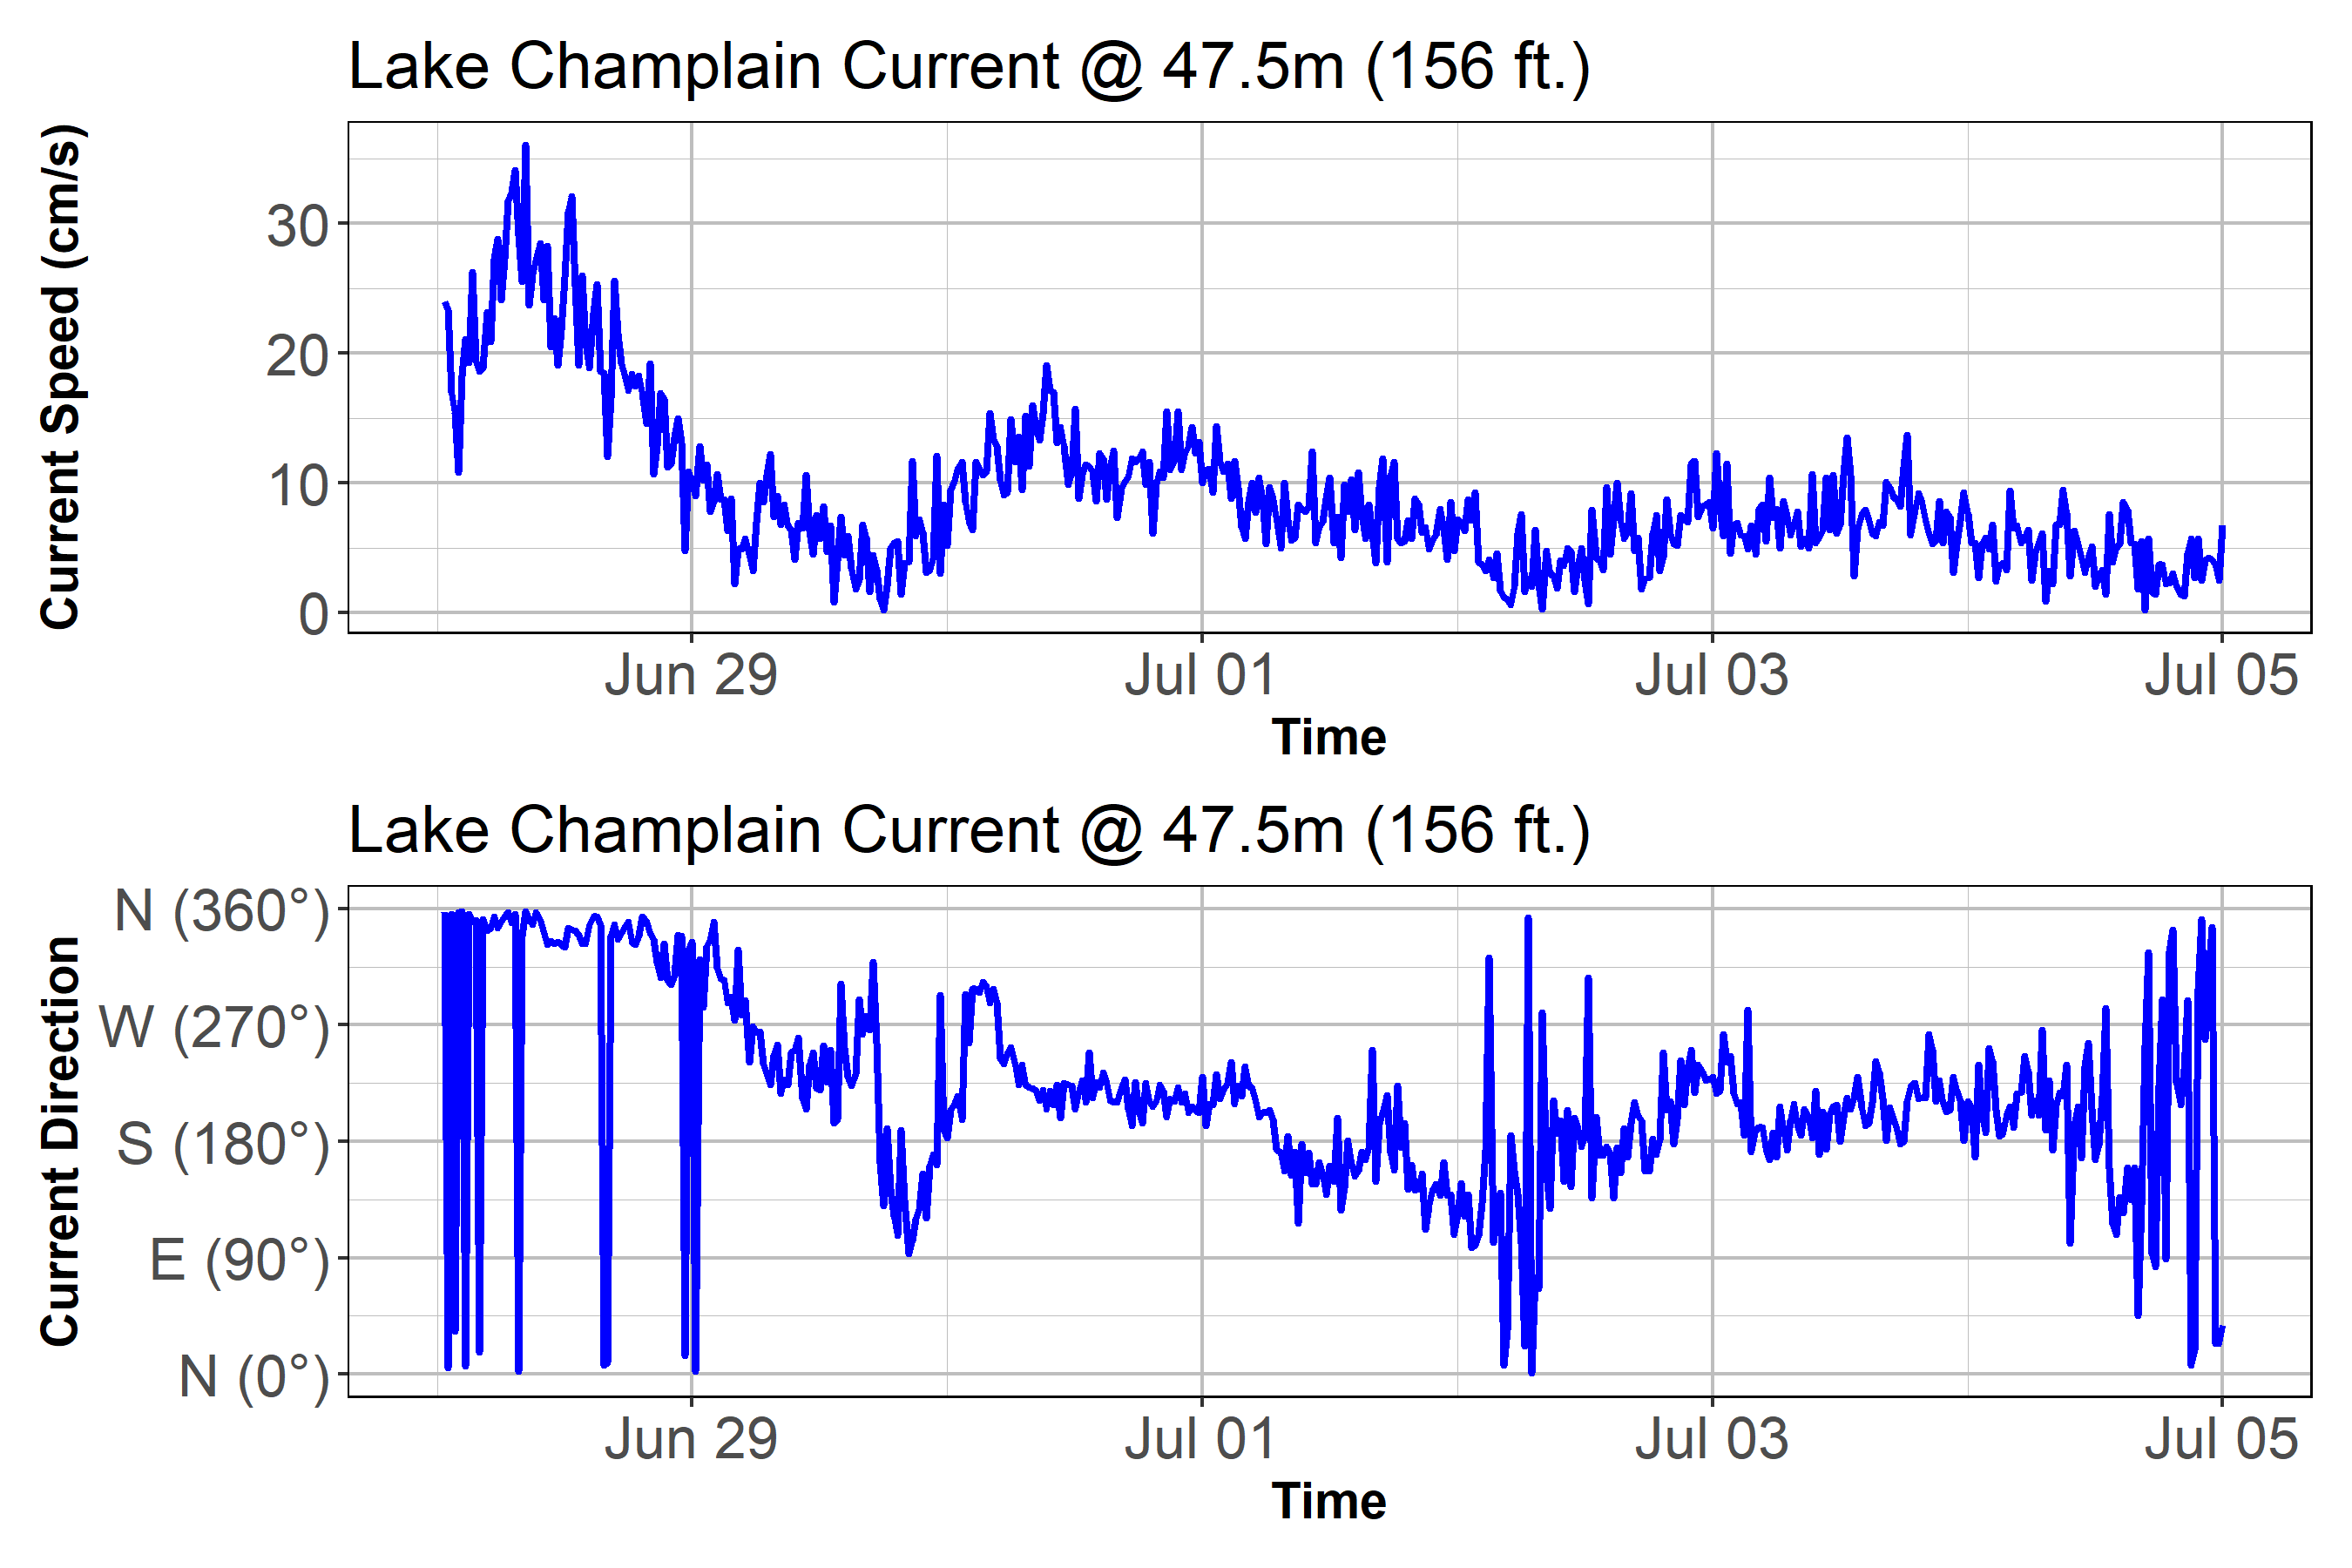 Lake Champlain Current @ 47.5m (156 ft.)
Current Speed (cm/s)
30
20
10
0
Jun 29 Jul 01 Jul 03 Jul 05
Time
Lake Champlain Current @ 47.5m (156 ft.)
Current Direction
N (360°)
W (270°)
S (180°)
E (90°)
N (0°)
Jun 29 Jul 01 Jul 03 Jul 05
Time